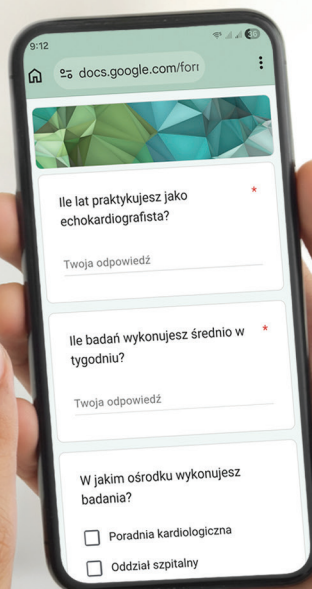 9:12
36
docs.google.com/forr
Ile lat praktykujesz jako *
echokardiografista?
Twoja odpowiedź
Ile badań wykonujesz średnio w *
tygodniu?
Twoja odpowiedź
W jakim ośrodku wykonujesz
badania?
Poradnia kardiologiczna
Oddział szpitalny